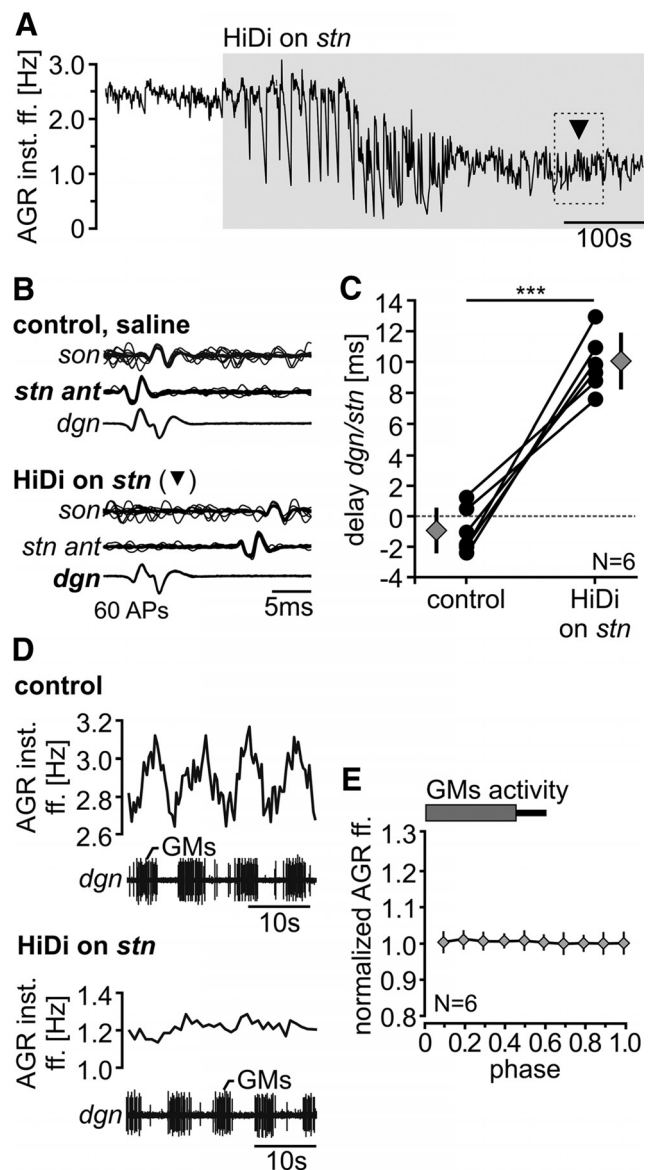 A
HiDi on stn
AGR inst. ff. [Hz]
3.0
2.0
1.0
0
100s
B
control, saline
son
stn ant
dgn
HiDi on stn (▼)
son
stn ant
dgn
60 APs
5ms
C
***
delay dgn/stn [ms]
14
12
10
8
6
4
2
0
-2
-4
N=6
control
HiDi
on stn
D
control
AGR inst.
ff. [Hz]
3.2
3.0
2.8
2.6
GMs
dgn
10s
HiDi on stn
AGR inst.
ff. [Hz]
1.4
1.2
1.0
GMs
dgn
10s
E
GMs activity
normalized AGR ff.
1.3
1.2
1.1
1.0
0.9
0.8
N=6
0 0.2 0.4 0.6 0.8 1.0
phase